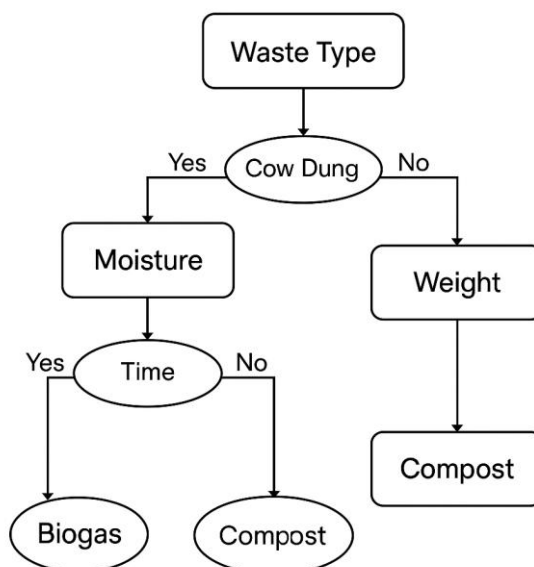 Waste Type
Yes
Cow Dung
No
Moisture
Weight
Yes
Time
No
Compost
Biogas
Compost